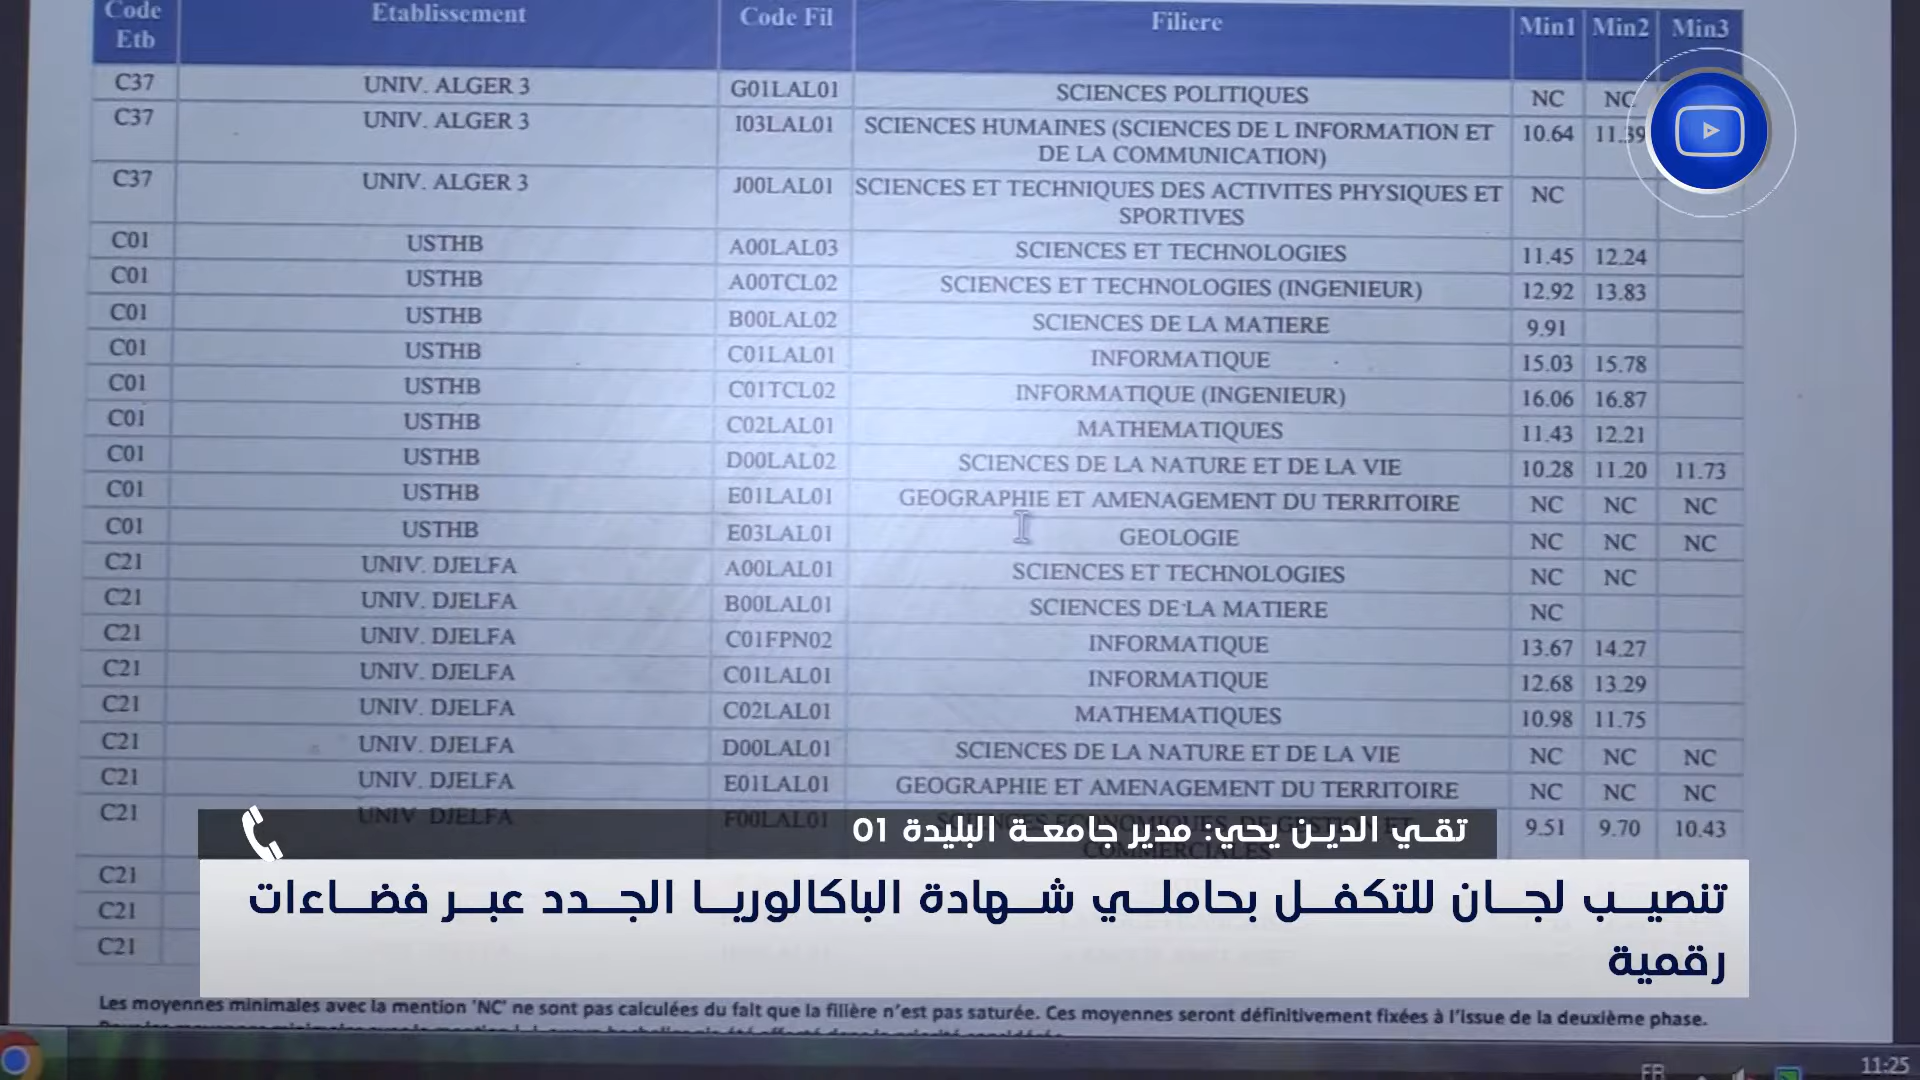 Code Etb Etablissement Code Fil Filiere Min1 Min2 Min3
C37 UNIV. ALGER 3 G01LAL01 SCIENCES POLITIQUES NC NC
C37 UNIV. ALGER 3 I03LAL01 SCIENCES HUMAINES (SCIENCES DE L INFORMATION ET DE LA COMMUNICATION) 10.64 11.39
C37 UNIV. ALGER 3 J00LAL01 SCIENCES ET TECHNIQUES DES ACTIVITES PHYSIQUES ET SPORTIVES NC
C01 USTHB A00LAL03 SCIENCES ET TECHNOLOGIES 11.45 12.24
C01 USTHB A00TCL02 SCIENCES ET TECHNOLOGIES (INGENIEUR) 12.92 13.83
C01 USTHB B00LAL02 SCIENCES DE LA MATIERE 9.91
C01 USTHB C01LAL01 INFORMATIQUE 15.03 15.78
C01 USTHB C01TCL02 INFORMATIQUE (INGENIEUR) 16.06 16.87
C01 USTHB C02LAL01 MATHEMATIQUES 11.43 12.21
C01 USTHB D00LAL02 SCIENCES DE LA NATURE ET DE LA VIE 10.28 11.20 11.73
C01 USTHB E01LAL01 GEOGRAPHIE ET AMENAGEMENT DU TERRITOIRE NC NC NC
C01 USTHB E03LAL01 GEOLOGIE NC NC NC
C21 UNIV. DJELFA A00LAL01 SCIENCES ET TECHNOLOGIES NC NC
C21 UNIV. DJELFA B00LAL01 SCIENCES DE LA MATIERE NC
C21 UNIV. DJELFA C01FPN02 INFORMATIQUE 13.67 14.27
C21 UNIV. DJELFA C01LAL01 INFORMATIQUE 12.68 13.29
C21 UNIV. DJELFA C02LAL01 MATHEMATIQUES 10.98 11.75
C21 UNIV. DJELFA D00LAL01 SCIENCES DE LA NATURE ET DE LA VIE NC NC NC
C21 UNIV. DJELFA E01LAL01 GEOGRAPHIE ET AMENAGEMENT DU TERRITOIRE NC NC NC
C21 UNIV. DJELFA F00LAL01 SCIENCES ECONOMIQUES, DE GESTION ET COMMERCIALES 9.51 9.70 10.43
تقي الدين يحي: مدير جامعة البليدة 01
C21
تنصيب لجان للتكفل بحاملي شهادة الباكالوريا الجدد عبر فضاءات
C21
رقمية
C21
Les moyennes minimales avec la mention 'NC' ne sont pas calculées du fait que la filière n'est pas saturée. Ces moyennes seront définitivement fixées à l'issue de la deuxième phase.
FR 11:25